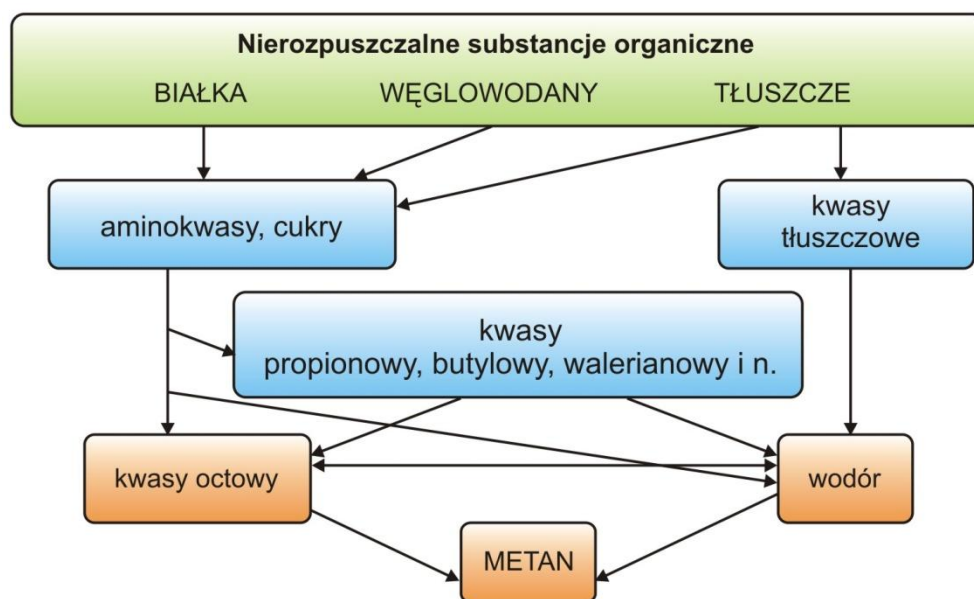 Nierozpuszczalne substancje organiczne
BIAŁKA WĘGLOWODANY TŁUSZCZE
aminokwasy, cukry
kwasy
tłuszczowe
kwasy
propionowy, butylowy, walerianowy i n.
kwasy octowy
wodór
METAN